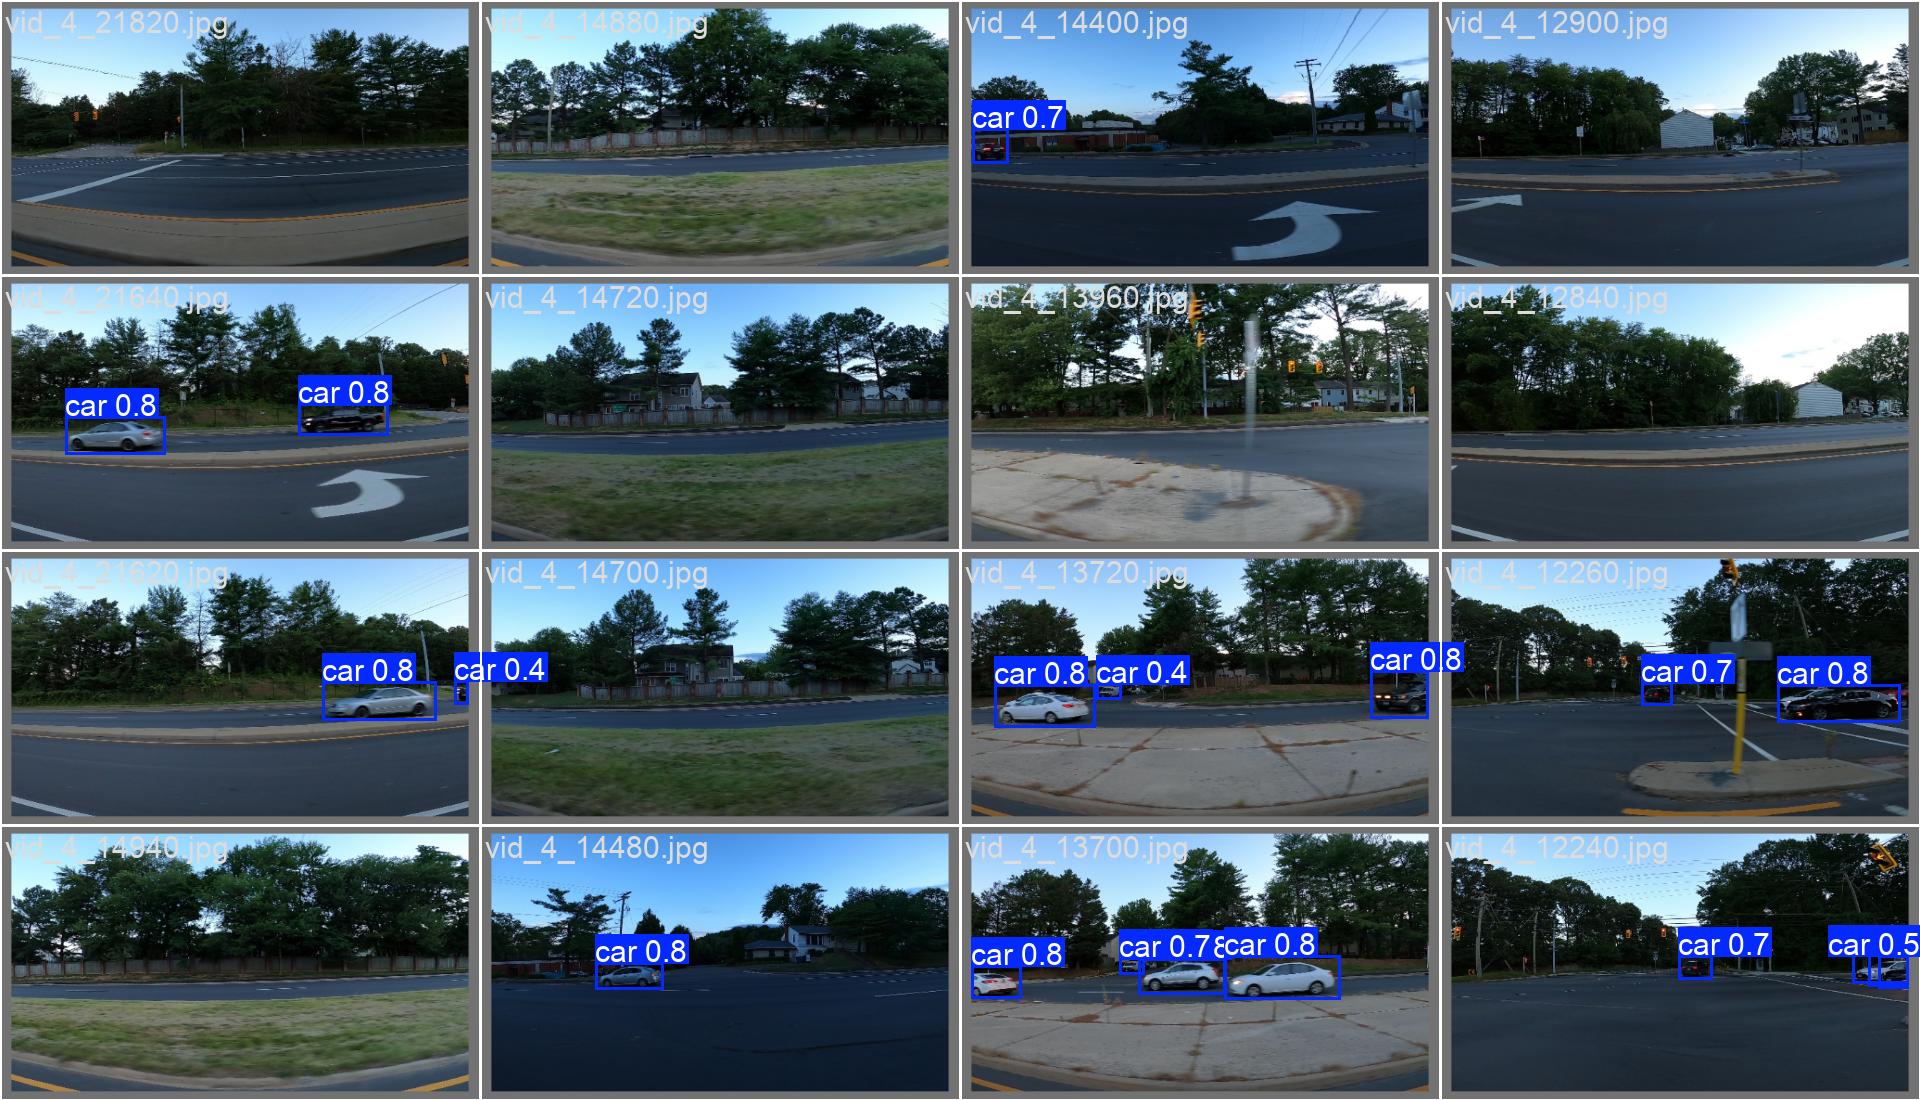 vid_4_21820.jpg
vid_4_14880.jpg
vid_4_14400.jpg
vid_4_12900.jpg
car 0.7
vid_4_21640.jpg
vid_4_14720.jpg
vid_4_13960.jpg
vid_4_12840.jpg
car 0.8
car 0.8
vid_4_21620.jpg
vid_4_14700.jpg
vid_4_13720.jpg
vid_4_12260.jpg
car 0.8
car 0.4
car 0.8
car 0.4
car 0.8
car 0.7
car 0.8
vid_4_14940.jpg
vid_4_14480.jpg
vid_4_13700.jpg
vid_4_12240.jpg
car 0.8
car 0.8
car 0.7
car 0.8
car 0.7
car 0.5